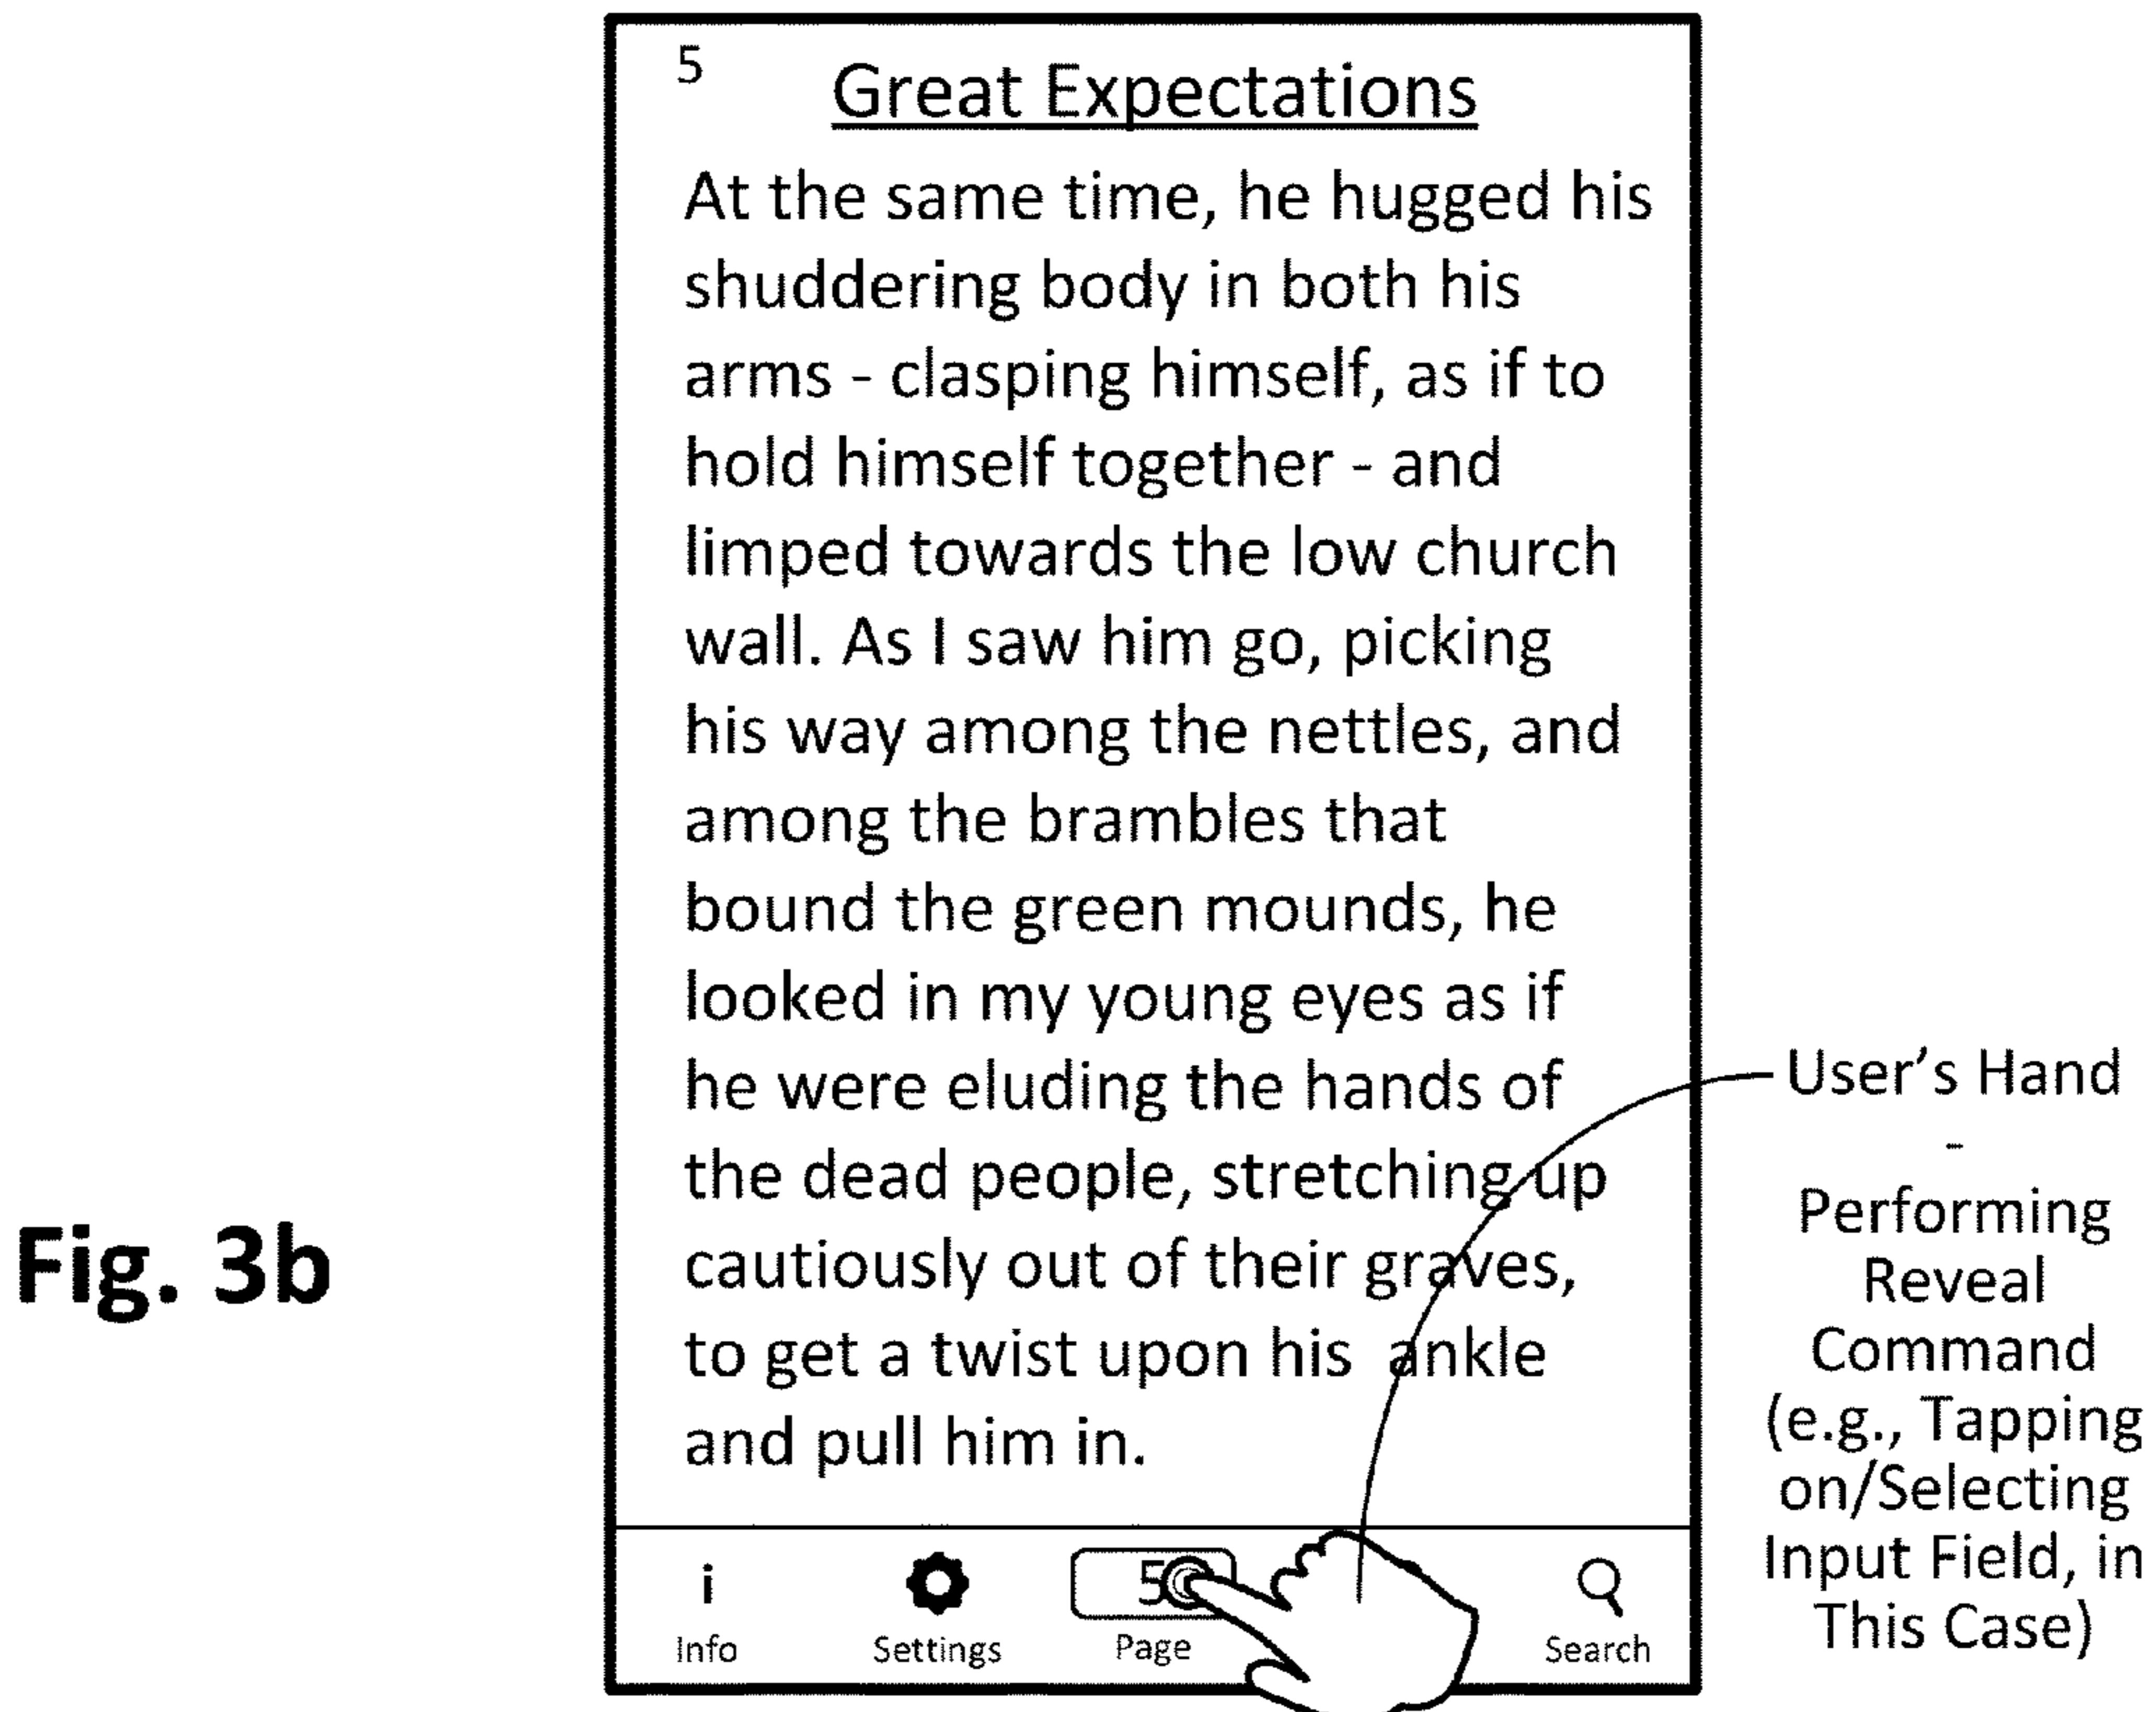 5
Great Expectations
At the same time, he hugged his
shuddering body in both his
arms - clasping himself, as if to
hold himself together - and
limped towards the low church
wall. As I saw him go, picking
his way among the nettles, and
among the brambles that
bound the green mounds, he
looked in my young eyes as if
he were eluding the hands of
the dead people, stretching up
cautiously out of their graves,
to get a twist upon his ankle
and pull him in.
i
5
Info
Settings
Page
Search
User's Hand
-
Performing
Reveal
Command
(e.g., Tapping
on/Selecting
Input Field, in
This Case)
Fig. 3b